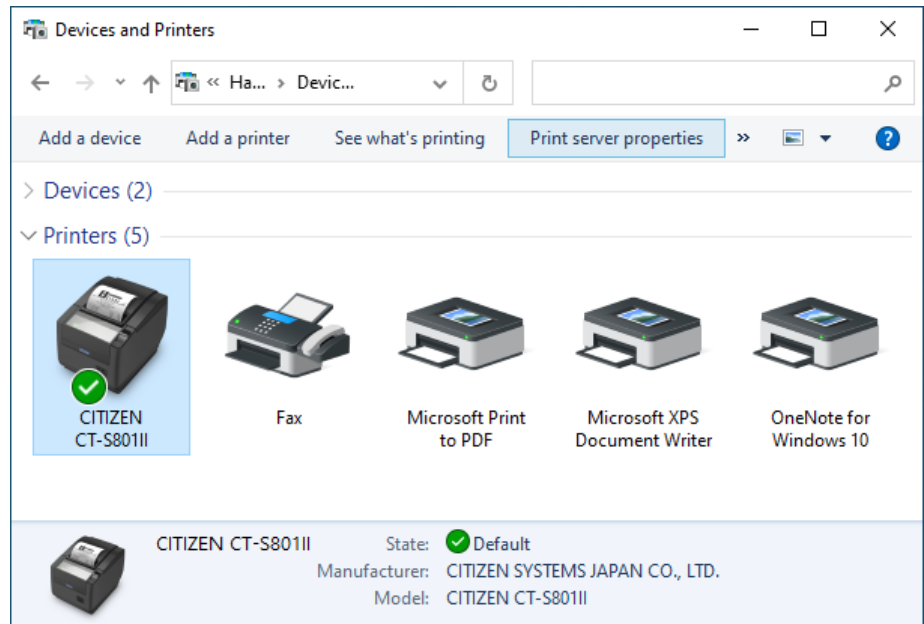 Devices and Printers
« Ha... > Devic...
Add a device Add a printer See what's printing Print server properties »
Devices (2)
Printers (5)
CITIZEN
CT-S801II
Fax
Microsoft Print
to PDF
Microsoft XPS
Document Writer
OneNote for
Windows 10
CITIZEN CT-S801II State: Default
Manufacturer: CITIZEN SYSTEMS JAPAN CO., LTD.
Model: CITIZEN CT-S801II